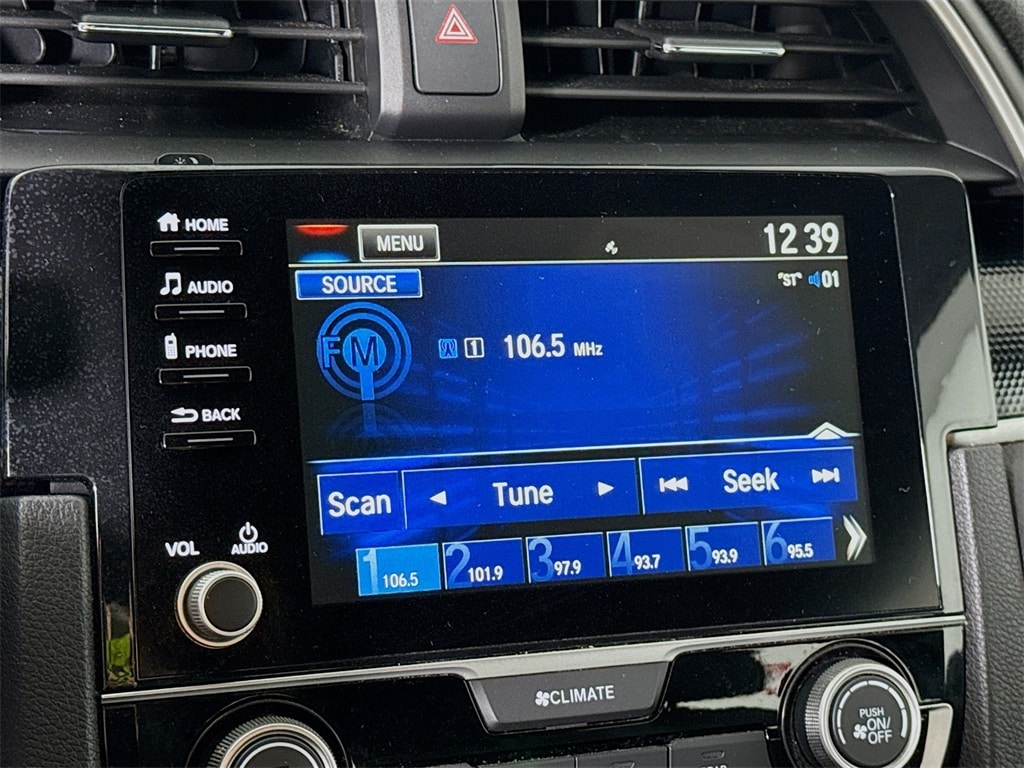 HOME
AUDIO
PHONE
BACK
VOL
AUDIO
MENU
12 39
SOURCE
"ST" 01
FM
1 106.5 MHz
Scan Tune Seek
1 106.5 2 101.9 3 97.9 4 93.7 5 93.9 6 95.5
CLIMATE
PUSH
ON/
OFF